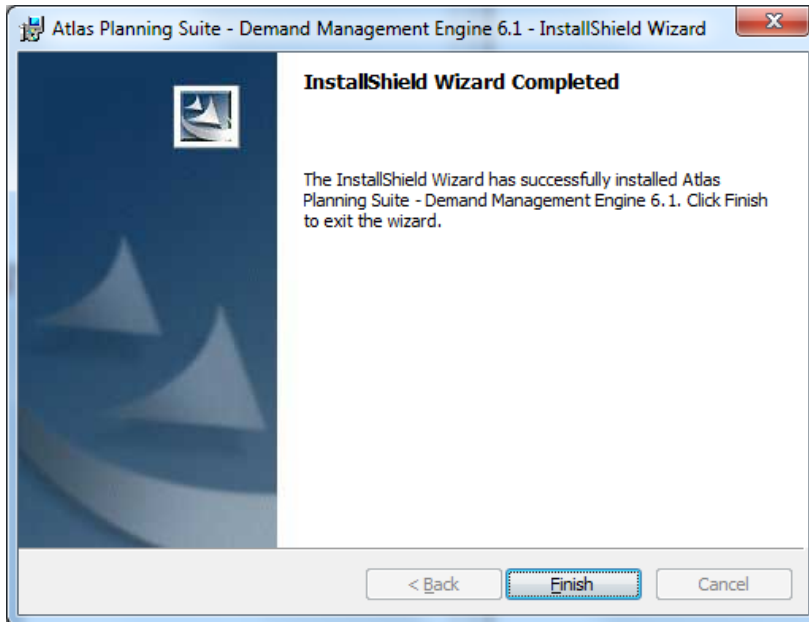 Atlas Planning Suite - Demand Management Engine 6.1 - InstallShield Wizard
InstallShield Wizard Completed
The InstallShield Wizard has successfully installed Atlas
Planning Suite - Demand Management Engine 6.1. Click Finish
to exit the wizard.
< Back
Finish
Cancel